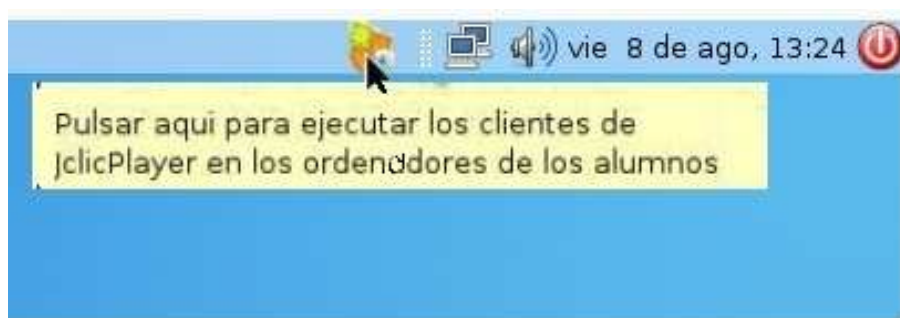 vie 8 de ago, 13:24
Pulsar aqui para ejecutar los clientes de
JclicPlayer en los ordenadores de los alumnos